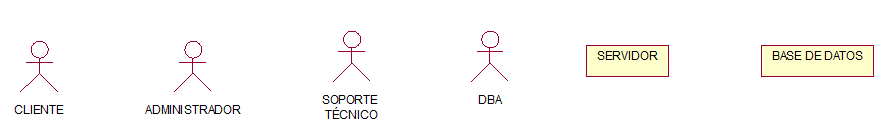 CLIENTE
ADMINISTRADOR
SOPORTE
TÉCNICO
DBA
SERVIDOR
BASE DE DATOS